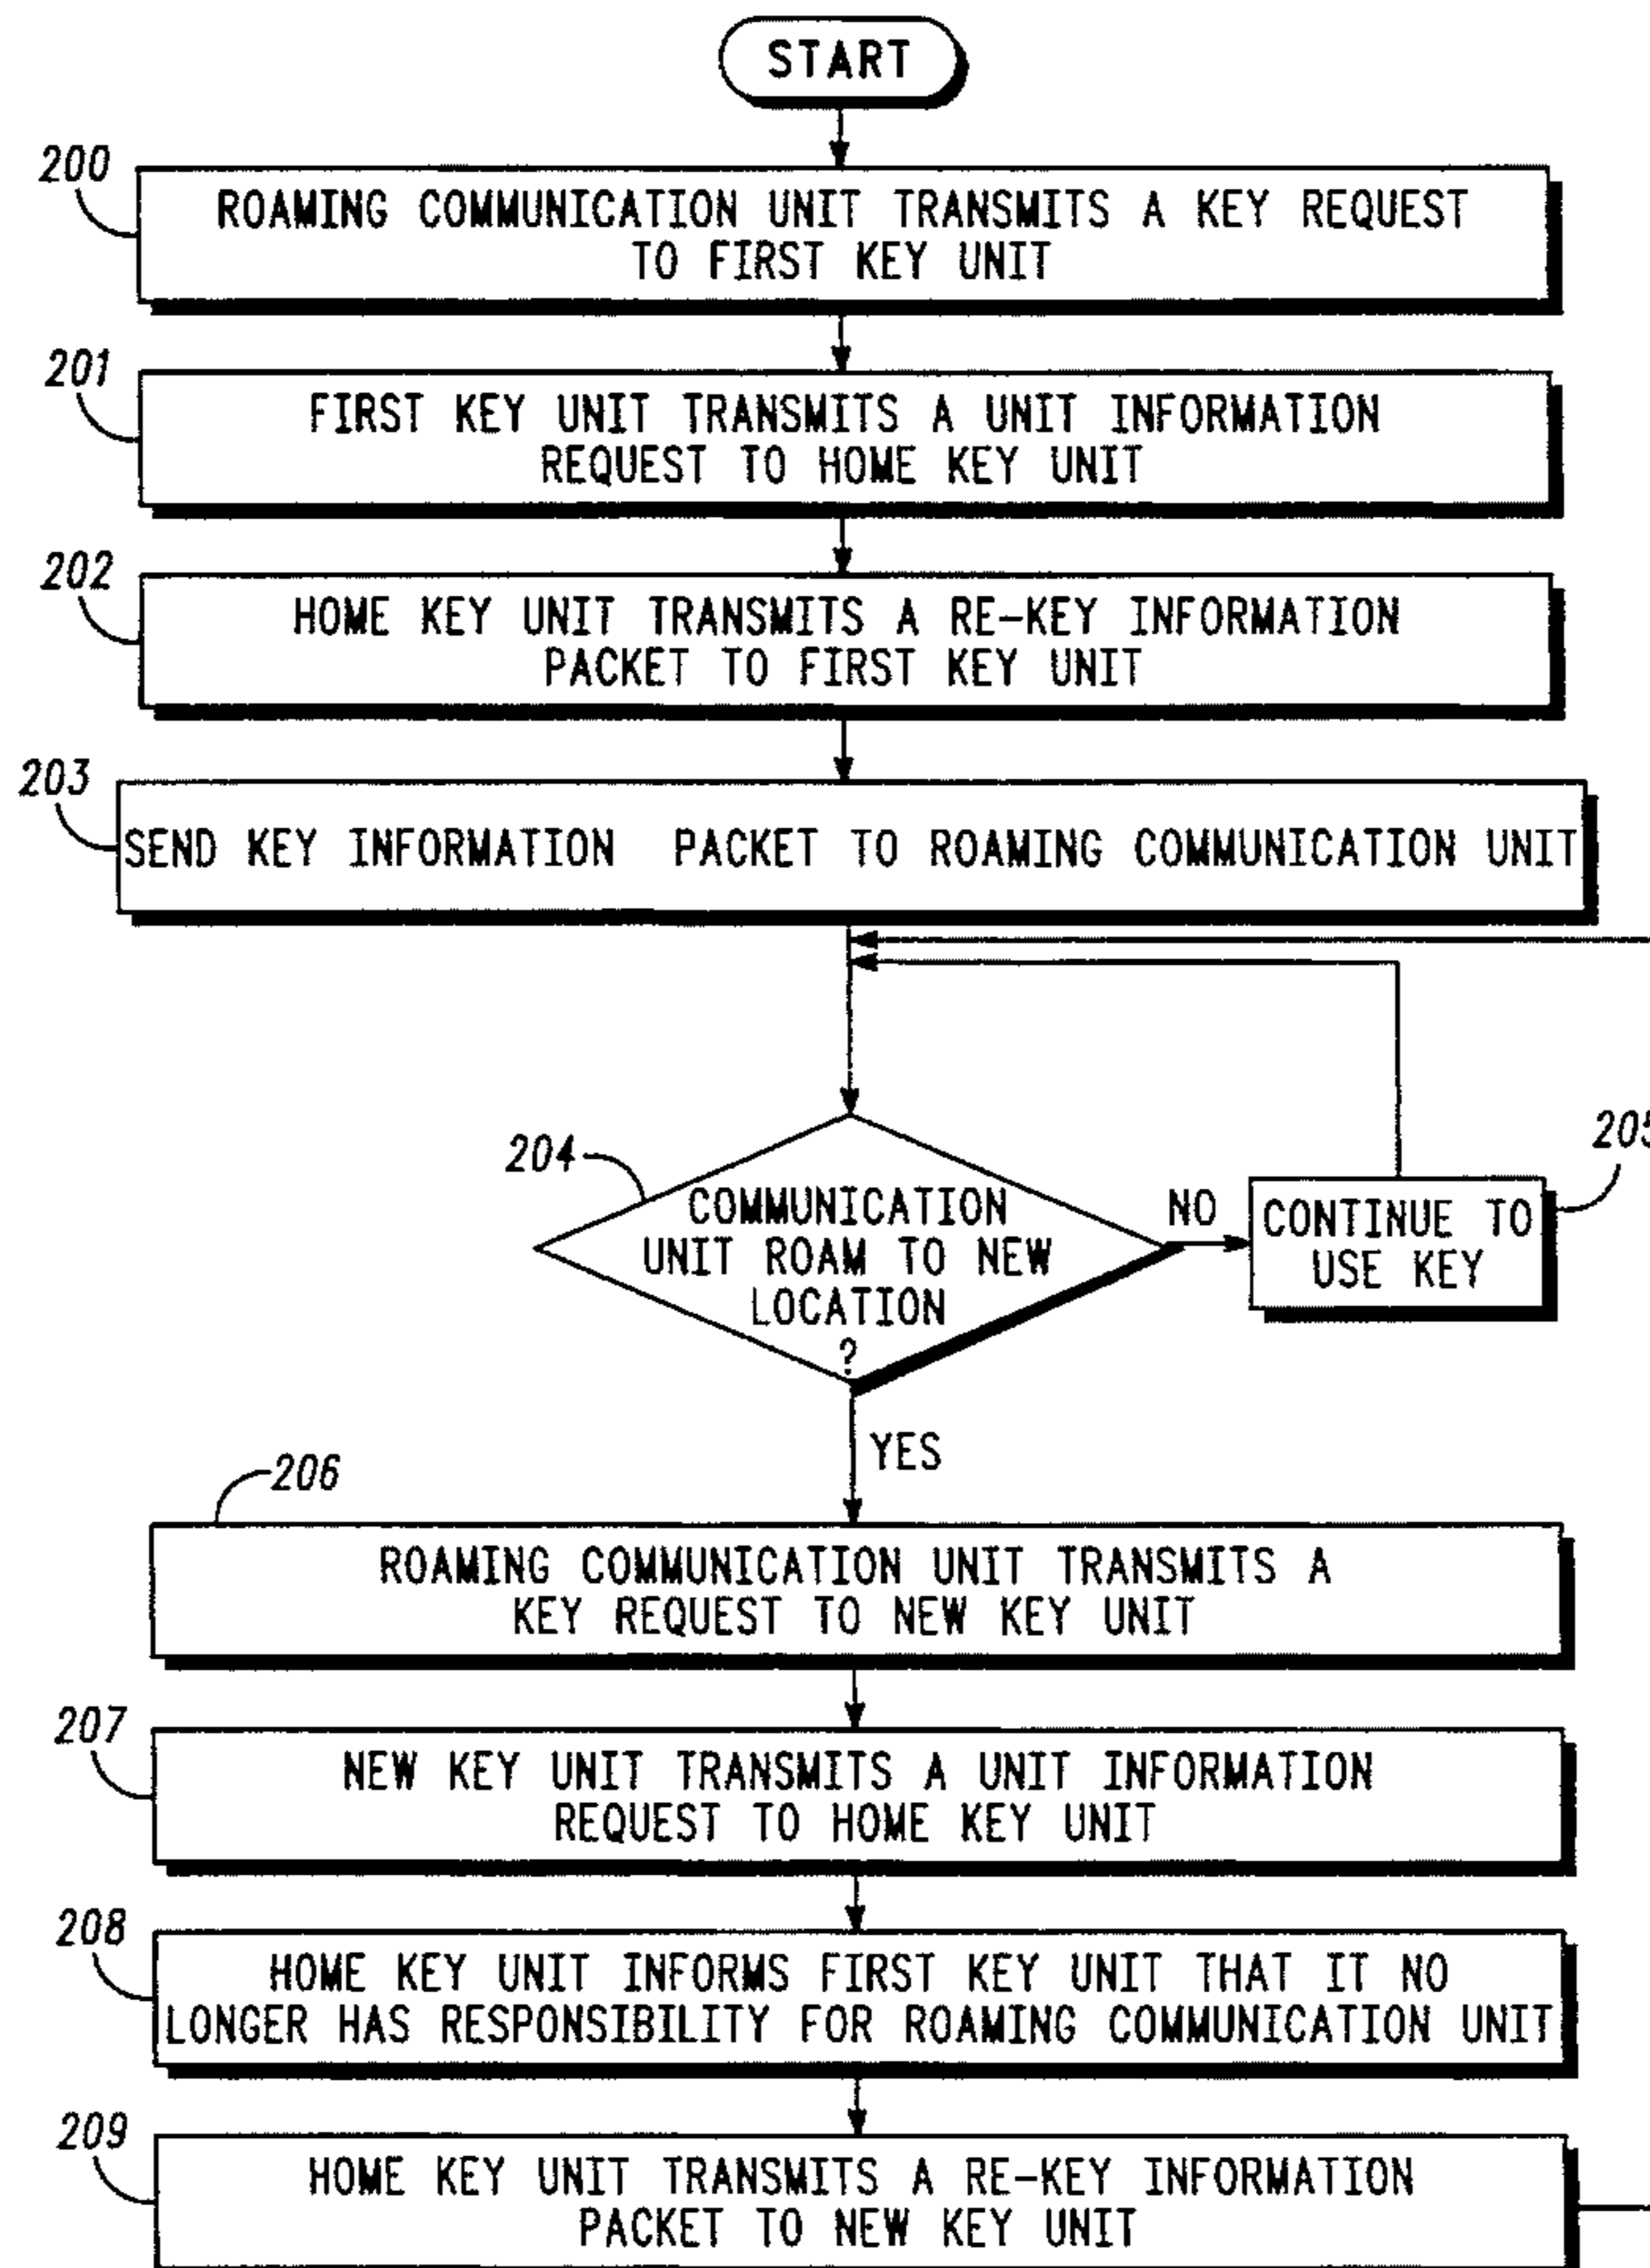 START
200
ROAMING COMMUNICATION UNIT TRANSMITS A KEY REQUEST
TO FIRST KEY UNIT
201
FIRST KEY UNIT TRANSMITS A UNIT INFORMATION
REQUEST TO HOME KEY UNIT
202
HOME KEY UNIT TRANSMITS A RE-KEY INFORMATION
PACKET TO FIRST KEY UNIT
203
SEND KEY INFORMATION PACKET TO ROAMING COMMUNICATION UNIT
204
COMMUNICATION
UNIT ROAM TO NEW
LOCATION
?
NO
205
CONTINUE TO
USE KEY
YES
206
ROAMING COMMUNICATION UNIT TRANSMITS A
KEY REQUEST TO NEW KEY UNIT
207
NEW KEY UNIT TRANSMITS A UNIT INFORMATION
REQUEST TO HOME KEY UNIT
208
HOME KEY UNIT INFORMS FIRST KEY UNIT THAT IT NO
LONGER HAS RESPONSIBILITY FOR ROAMING COMMUNICATION UNIT
209
HOME KEY UNIT TRANSMITS A RE-KEY INFORMATION
PACKET TO NEW KEY UNIT